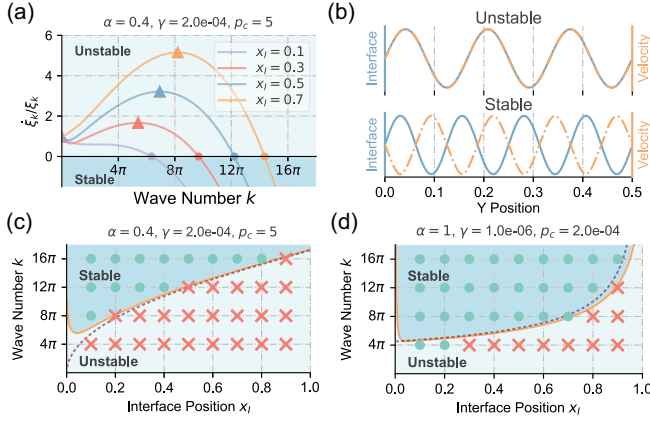 (a)
α = 0.4, γ = 2.0e-04, p_c = 5
6
4
2
0
ξ̇_k/ξ_k
Unstable
Stable
x_I = 0.1
x_I = 0.3
x_I = 0.5
x_I = 0.7
4π 8π 12π 16π
Wave Number k
(b)
Unstable
Interface
Velocity
Stable
Interface
Velocity
0.0 0.1 0.2 0.3 0.4 0.5
Y Position
(c)
α = 0.4, γ = 2.0e-04, p_c = 5
16π
12π
8π
4π
Wave Number k
Stable
Unstable
0.0 0.2 0.4 0.6 0.8 1.0
Interface Position x_I
(d)
α = 1, γ = 1.0e-06, p_c = 2.0e-04
16π
12π
8π
4π
Wave Number k
Stable
Unstable
0.0 0.2 0.4 0.6 0.8 1.0
Interface Position x_I